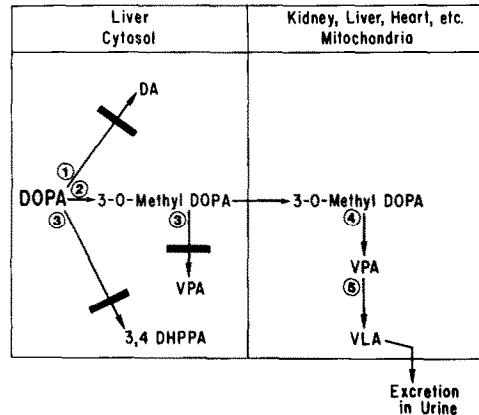 Liver
Cytosol
Kidney, Liver, Heart, etc.
Mitochondria
DA
①
②
DOPA
3-O-Methyl DOPA
3-O-Methyl DOPA
③
③
④
VPA
VPA
⑤
3,4 DHPPA
VLA
Excretion
in Urine